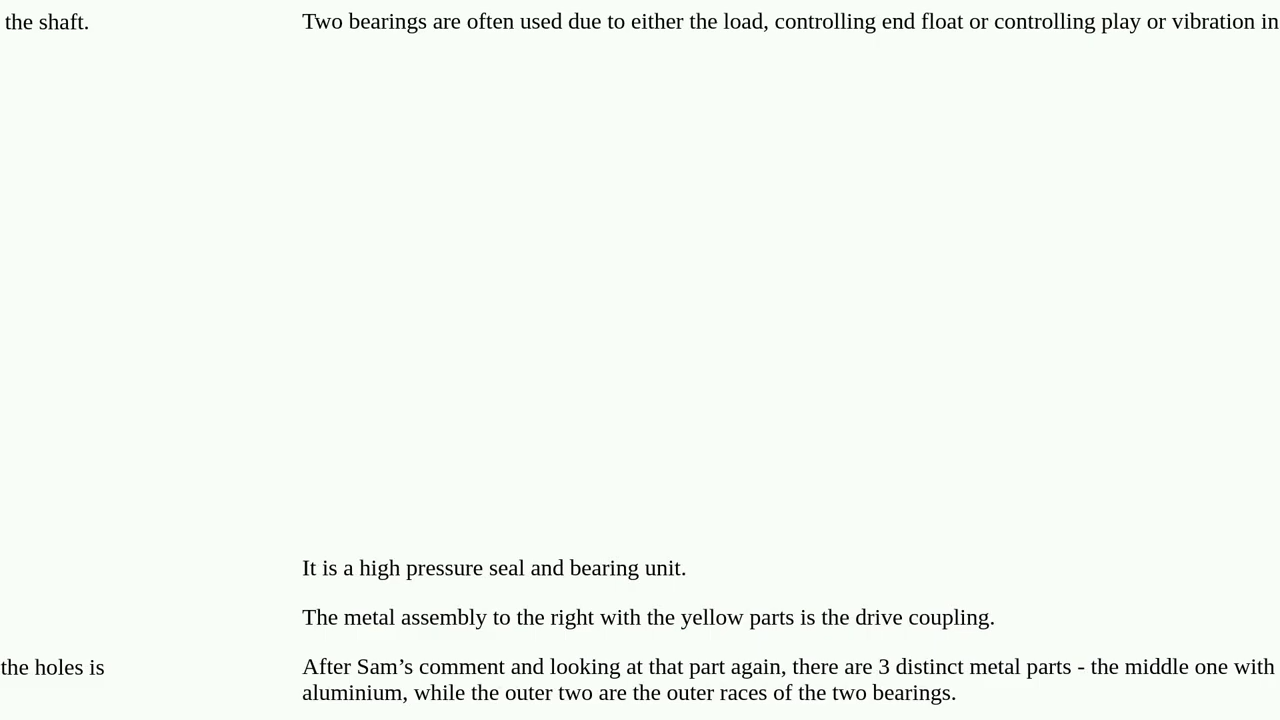 the shaft.
Two bearings are often used due to either the load, controlling end float or controlling play or vibration in
It is a high pressure seal and bearing unit.
The metal assembly to the right with the yellow parts is the drive coupling.
the holes is
After Sam’s comment and looking at that part again, there are 3 distinct metal parts - the middle one with
aluminium, while the outer two are the outer races of the two bearings.